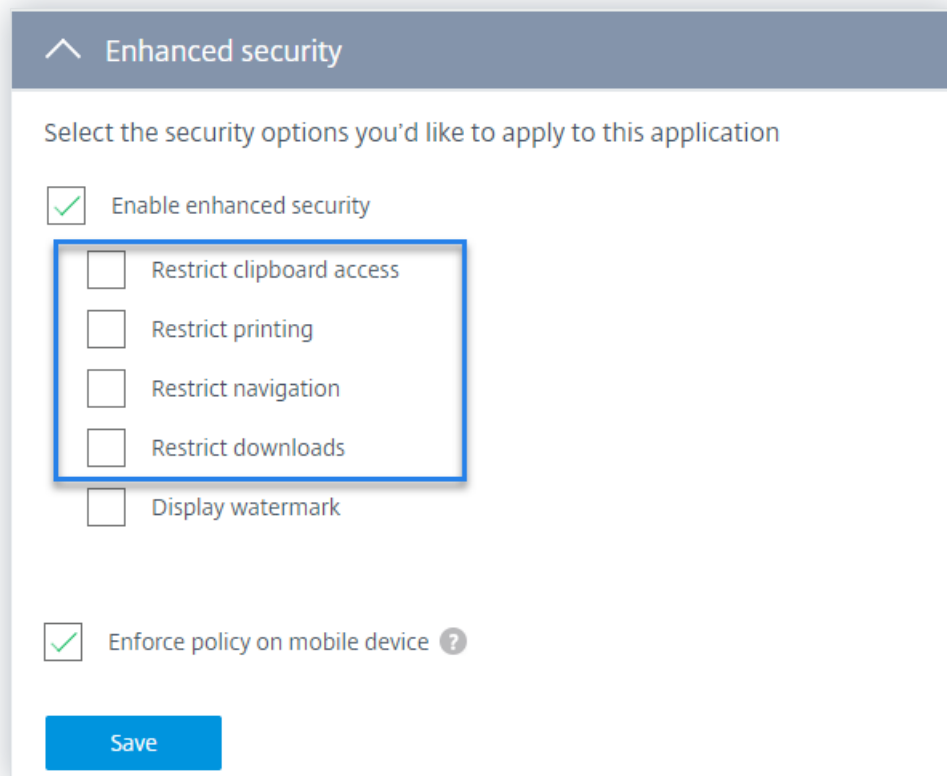 Enhanced security
Select the security options you'd like to apply to this application
Enable enhanced security
Restrict clipboard access
Restrict printing
Restrict navigation
Restrict downloads
Display watermark
Enforce policy on mobile device ?
Save